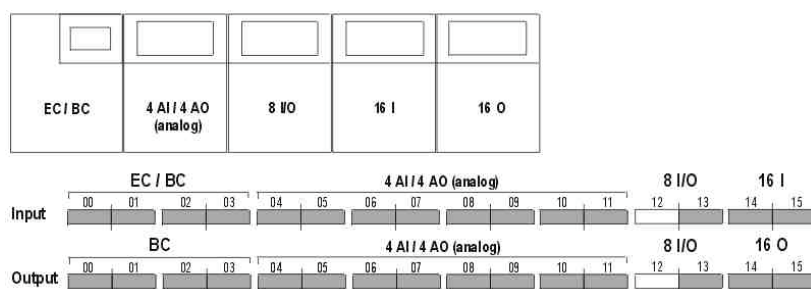 EC / BC 4 AI / 4 AO (analog) 8 I/O 16 I 16 O
EC / BC 4 AI / 4 AO (analog) 8 I/O 16 I
00 01 02 03 04 05 06 07 08 09 10 11 12 13 14 15
Input
BC 4 AI / 4 AO (analog) 8 I/O 16 O
00 01 02 03 04 05 06 07 08 09 10 11 12 13 14 15
Output